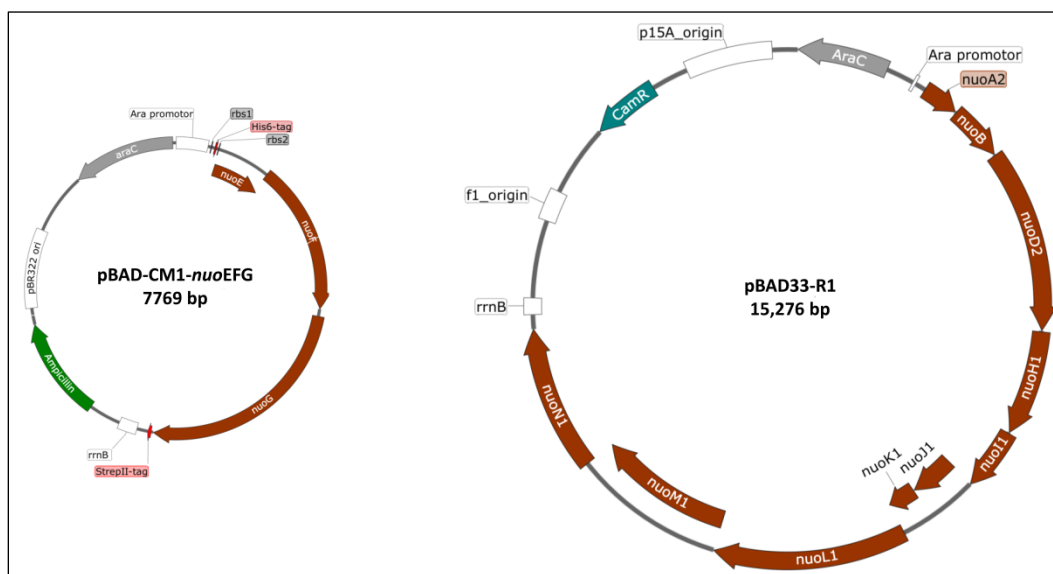 Ara promotor
rbs1
His6-tag
rbs2
araC
nuoE
nuoF
pBR322 ori
pBAD-CM1-nuoEFG
7769 bp
Ampicillin
nuoG
rrnB
StrepII-tag
p15A_origin
AraC
Ara promotor
nuoA2
CamR
nuoB
f1_origin
nuoD2
pBAD33-R1
15,276 bp
rrnB
nuoH1
nuoN1
nuoI1
nuoJ1
nuoK1
nuoM1
nuoL1